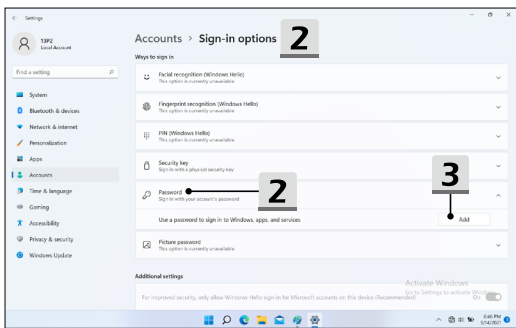 Settings
13PZ
Local Account
Find a setting
System
Bluetooth & devices
Network & internet
Personalization
Apps
Accounts
Time & language
Gaming
Accessibility
Privacy & security
Windows Update
Accounts > Sign-in options
2
Ways to sign in
Facial recognition (Windows Hello)
This option is currently unavailable
Fingerprint recognition (Windows Hello)
This option is currently unavailable
PIN (Windows Hello)
This option is currently unavailable
Security key
Sign in with a physical security key
Password
Sign in with your account's password
2
3
Use a password to sign in to Windows, apps, and services
Add
Picture password
This option is currently unavailable
Additional settings
For improved security, only allow Windows Hello sign-in for Microsoft accounts on this device (Recommended)
On
Activate Windows
Go to Settings to activate Windows
8:46 PM
9/14/2021